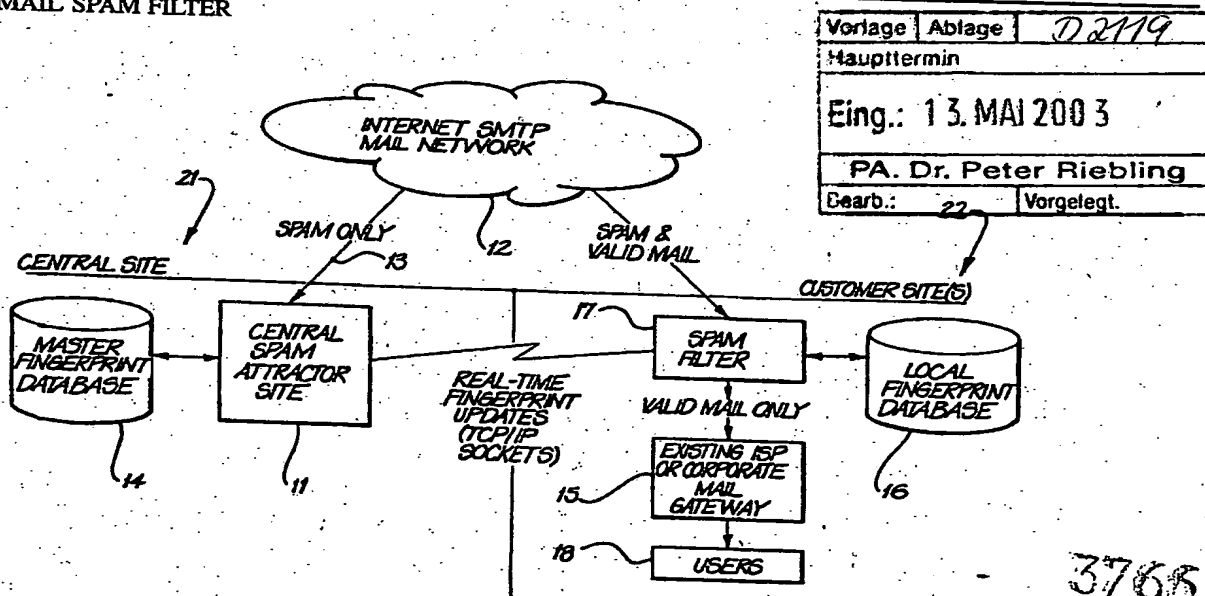 MAIL SPAM FILTER
Vorlage Ablage D2119
Haupttermin
Eing.: 13. MAI 2003
PA. Dr. Peter Riebling
Bearb.: Vorgelegt.
INTERNET SMTP
MAIL NETWORK
21
22
SPAM ONLY
13
12
SPAM &
VALID MAIL
CENTRAL SITE
CUSTOMER SITE(S)
MASTER
FINGERPRINT
DATABASE
14
CENTRAL
SPAM
ATTRACTOR
SITE
11
REAL-TIME
FINGERPRINT
UPDATES
(TCP/IP
SOCKETS)
17
SPAM
FILTER
LOCAL
FINGERPRINT
DATABASE
16
VALID MAIL ONLY
EXISTING ISP
OR CORPORATE
MAIL
GATEWAY
15
18
USERS